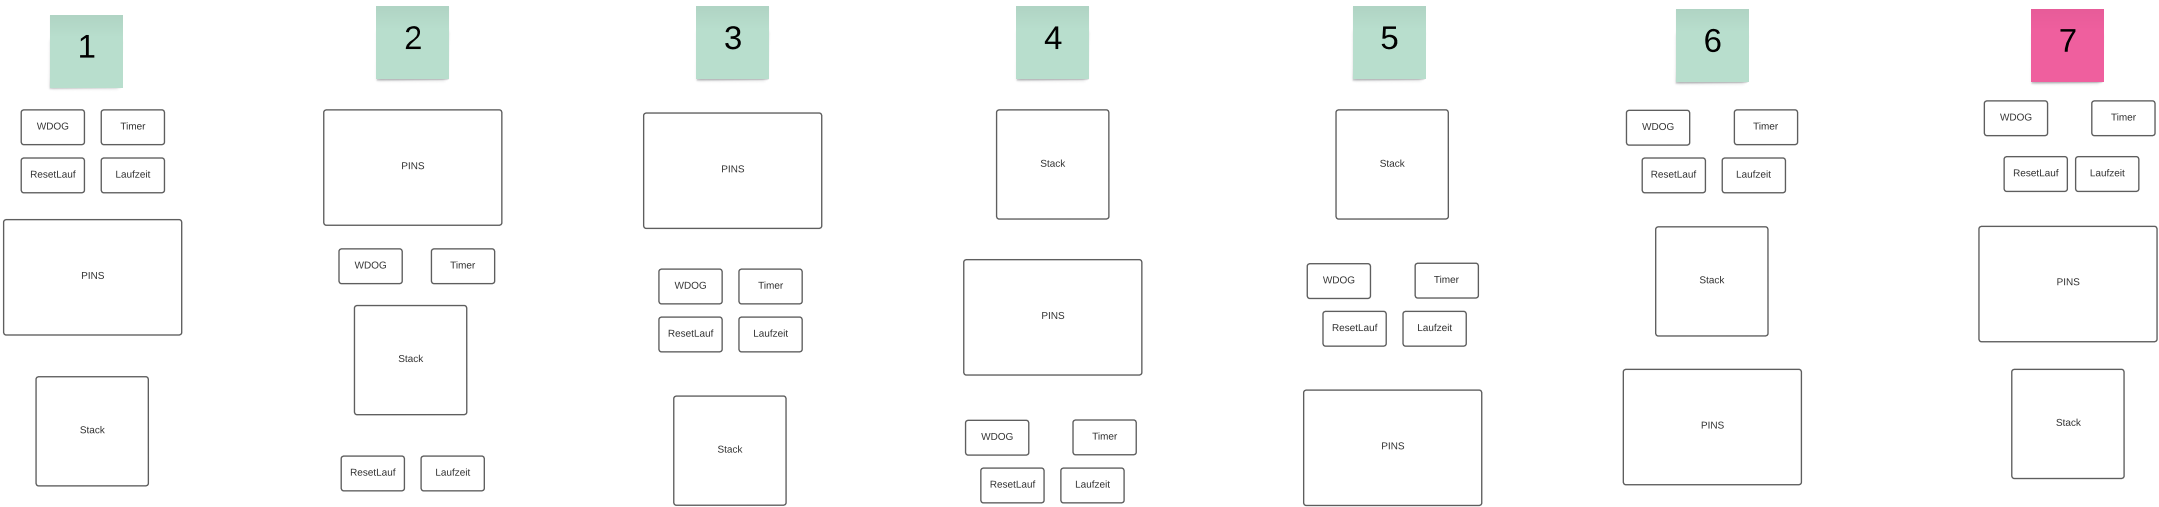 1
WDOG Timer
ResetLauf Laufzeit
PINS
Stack
2
PINS
WDOG Timer
Stack
ResetLauf Laufzeit
3
PINS
WDOG Timer
ResetLauf Laufzeit
Stack
4
Stack
PINS
WDOG Timer
ResetLauf Laufzeit
5
Stack
WDOG Timer
ResetLauf Laufzeit
PINS
6
WDOG Timer
ResetLauf Laufzeit
Stack
PINS
7
WDOG Timer
ResetLauf Laufzeit
PINS
Stack